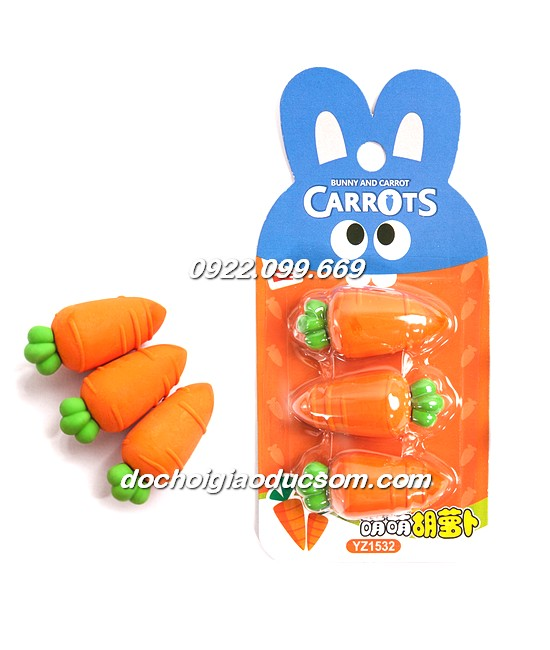 BUNNY AND CARROT
CARROTS
0922.099.669
dochoigiaoducsom.com
萌萌胡萝卜
YZ1532